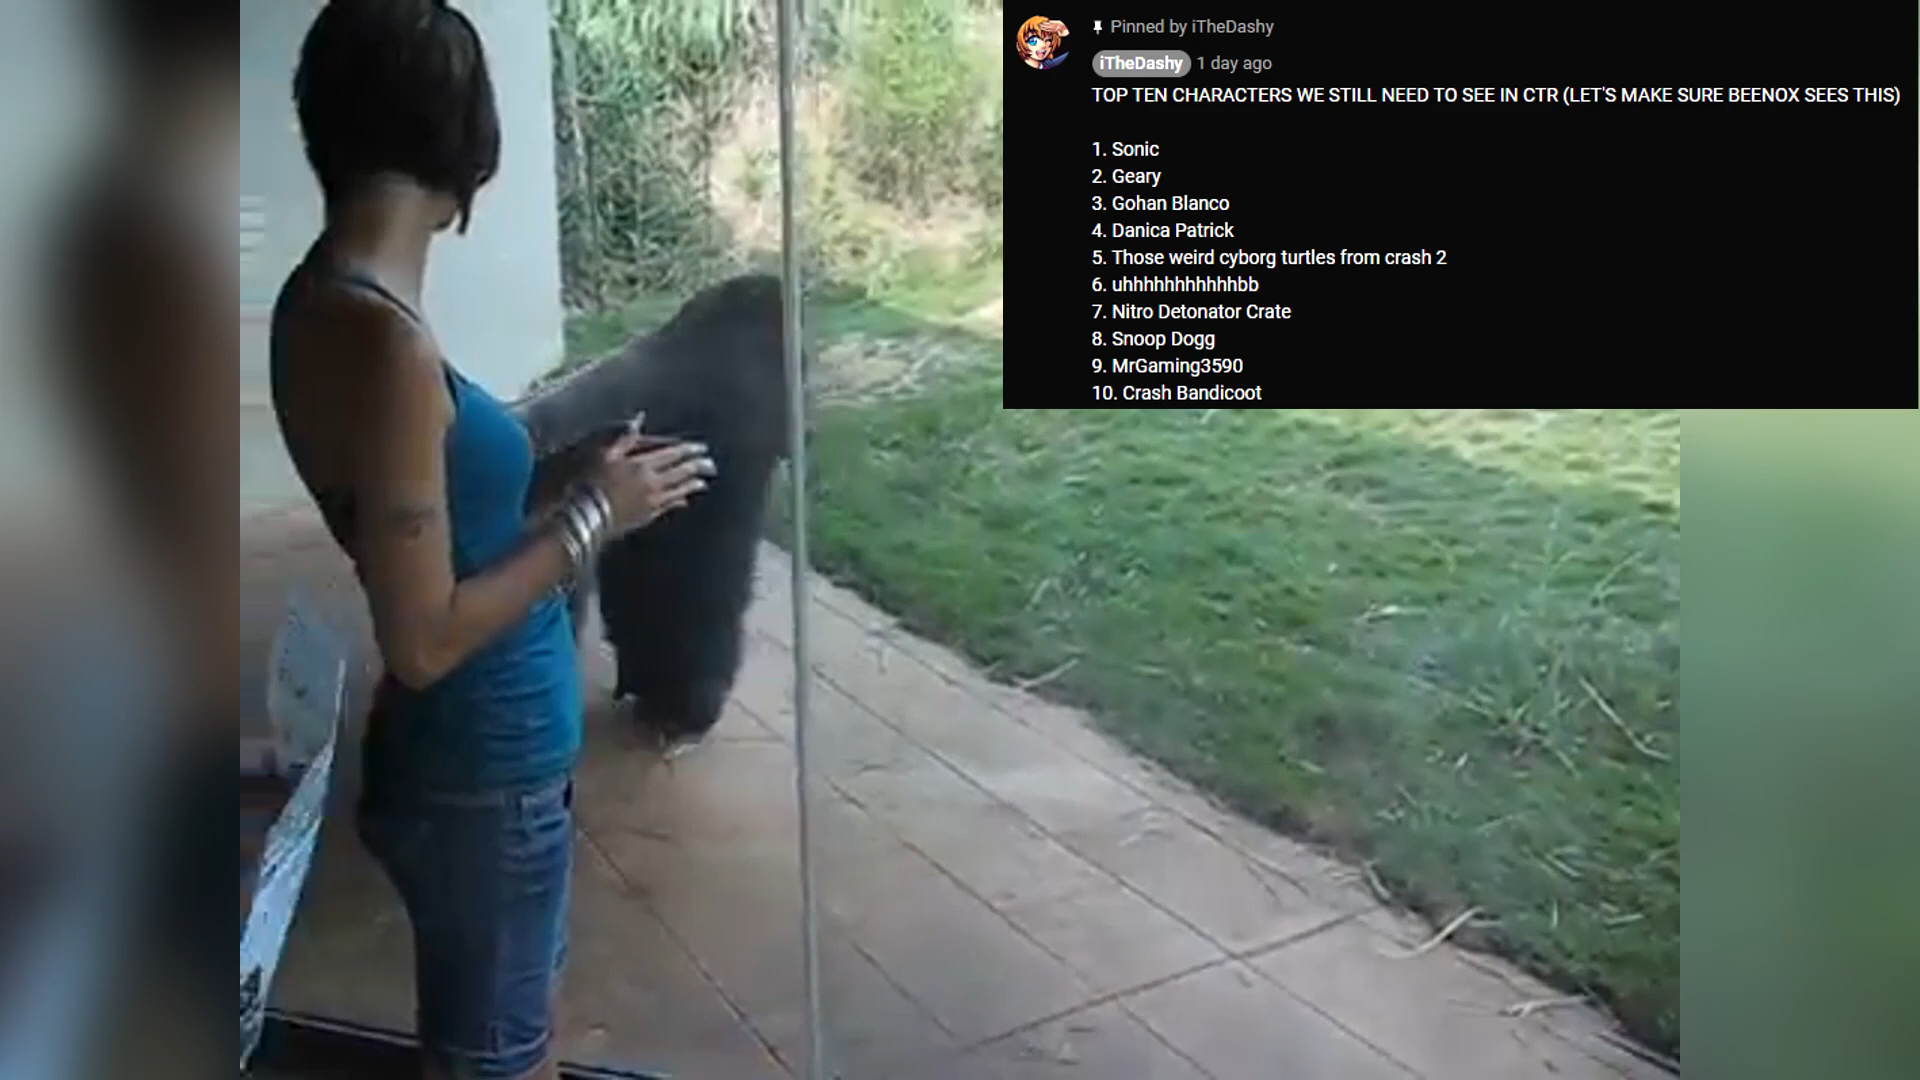 Pinned by iTheDashy
iTheDashy 1 day ago
TOP TEN CHARACTERS WE STILL NEED TO SEE IN CTR (LET'S MAKE SURE BEENOX SEES THIS)
1. Sonic
2. Geary
3. Gohan Blanco
4. Danica Patrick
5. Those weird cyborg turtles from crash 2
6. uhhhhhhhhhhhbb
7. Nitro Detonator Crate
8. Snoop Dogg
9. MrGaming3590
10. Crash Bandicoot